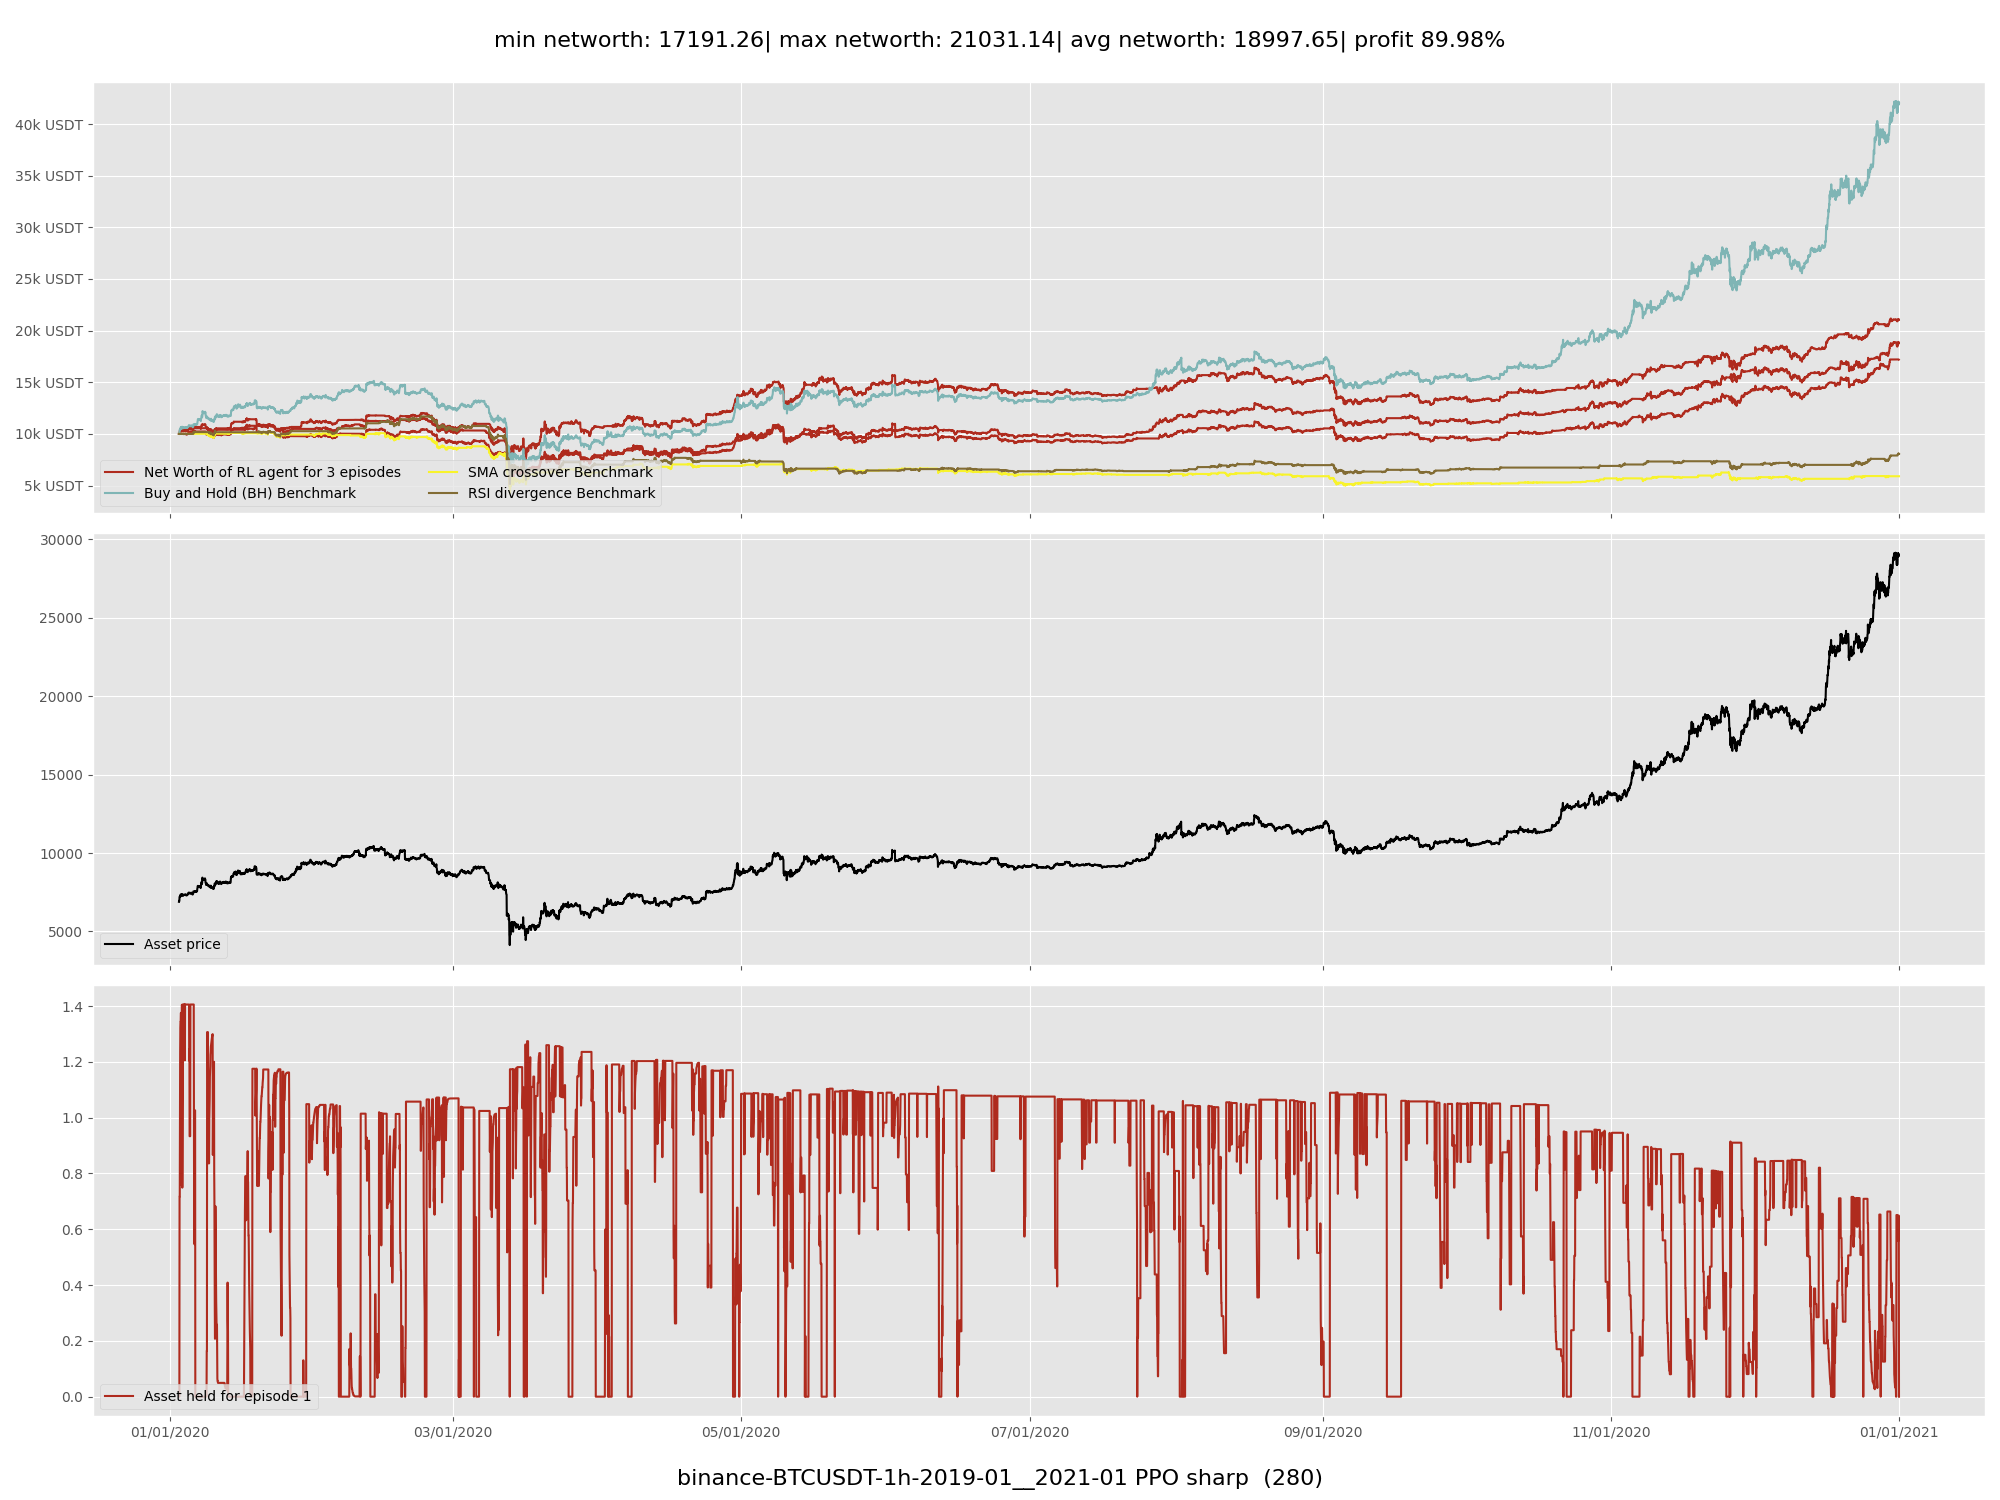 min networth: 17191.26| max networth: 21031.14| avg networth: 18997.65| profit 89.98%
40k USDT
35k USDT
30k USDT
25k USDT
20k USDT
15k USDT
10k USDT
5k USDT
Net Worth of RL agent for 3 episodes
Buy and Hold (BH) Benchmark
SMA crossover Benchmark
RSI divergence Benchmark
30000
25000
20000
15000
10000
5000
Asset price
1.4
1.2
1.0
0.8
0.6
0.4
0.2
0.0
Asset held for episode 1
01/01/2020 03/01/2020 05/01/2020 07/01/2020 09/01/2020 11/01/2020 01/01/2021
binance-BTCUSDT-1h-2019-01__2021-01 PPO sharp (280)